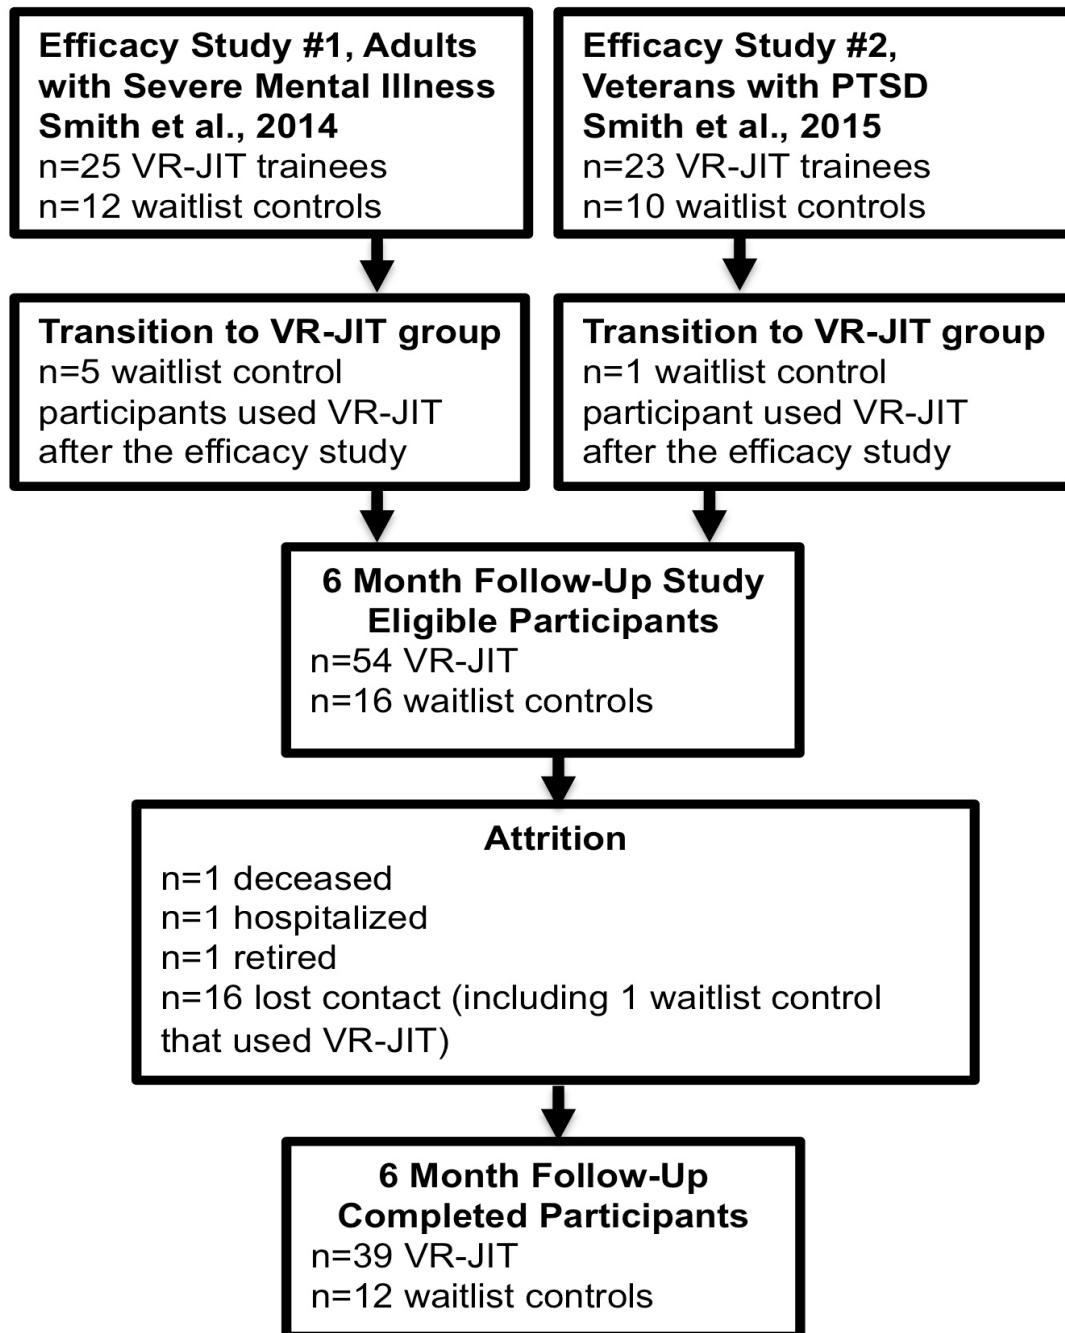 Efficacy Study #1, Adults
with Severe Mental Illness
Smith et al., 2014
n=25 VR-JIT trainees
n=12 waitlist controls
Efficacy Study #2,
Veterans with PTSD
Smith et al., 2015
n=23 VR-JIT trainees
n=10 waitlist controls
Transition to VR-JIT group
n=5 waitlist control
participants used VR-JIT
after the efficacy study
Transition to VR-JIT group
n=1 waitlist control
participant used VR-JIT
after the efficacy study
6 Month Follow-Up Study
Eligible Participants
n=54 VR-JIT
n=16 waitlist controls
Attrition
n=1 deceased
n=1 hospitalized
n=1 retired
n=16 lost contact (including 1 waitlist control
that used VR-JIT)
6 Month Follow-Up
Completed Participants
n=39 VR-JIT
n=12 waitlist controls